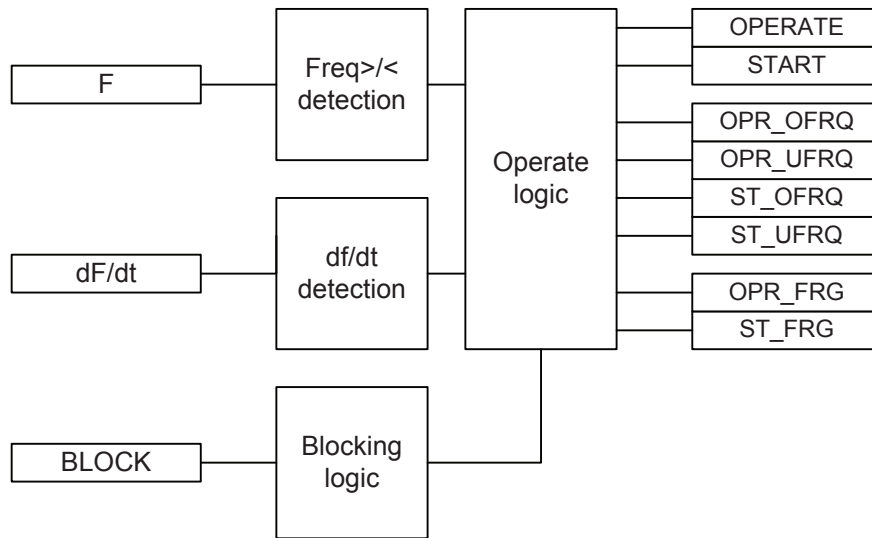 F
Freq>/<
detection
dF/dt
df/dt
detection
BLOCK
Blocking
logic
Operate
logic
OPERATE
START
OPR_OFRQ
OPR_UFRQ
ST_OFRQ
ST_UFRQ
OPR_FRG
ST_FRG